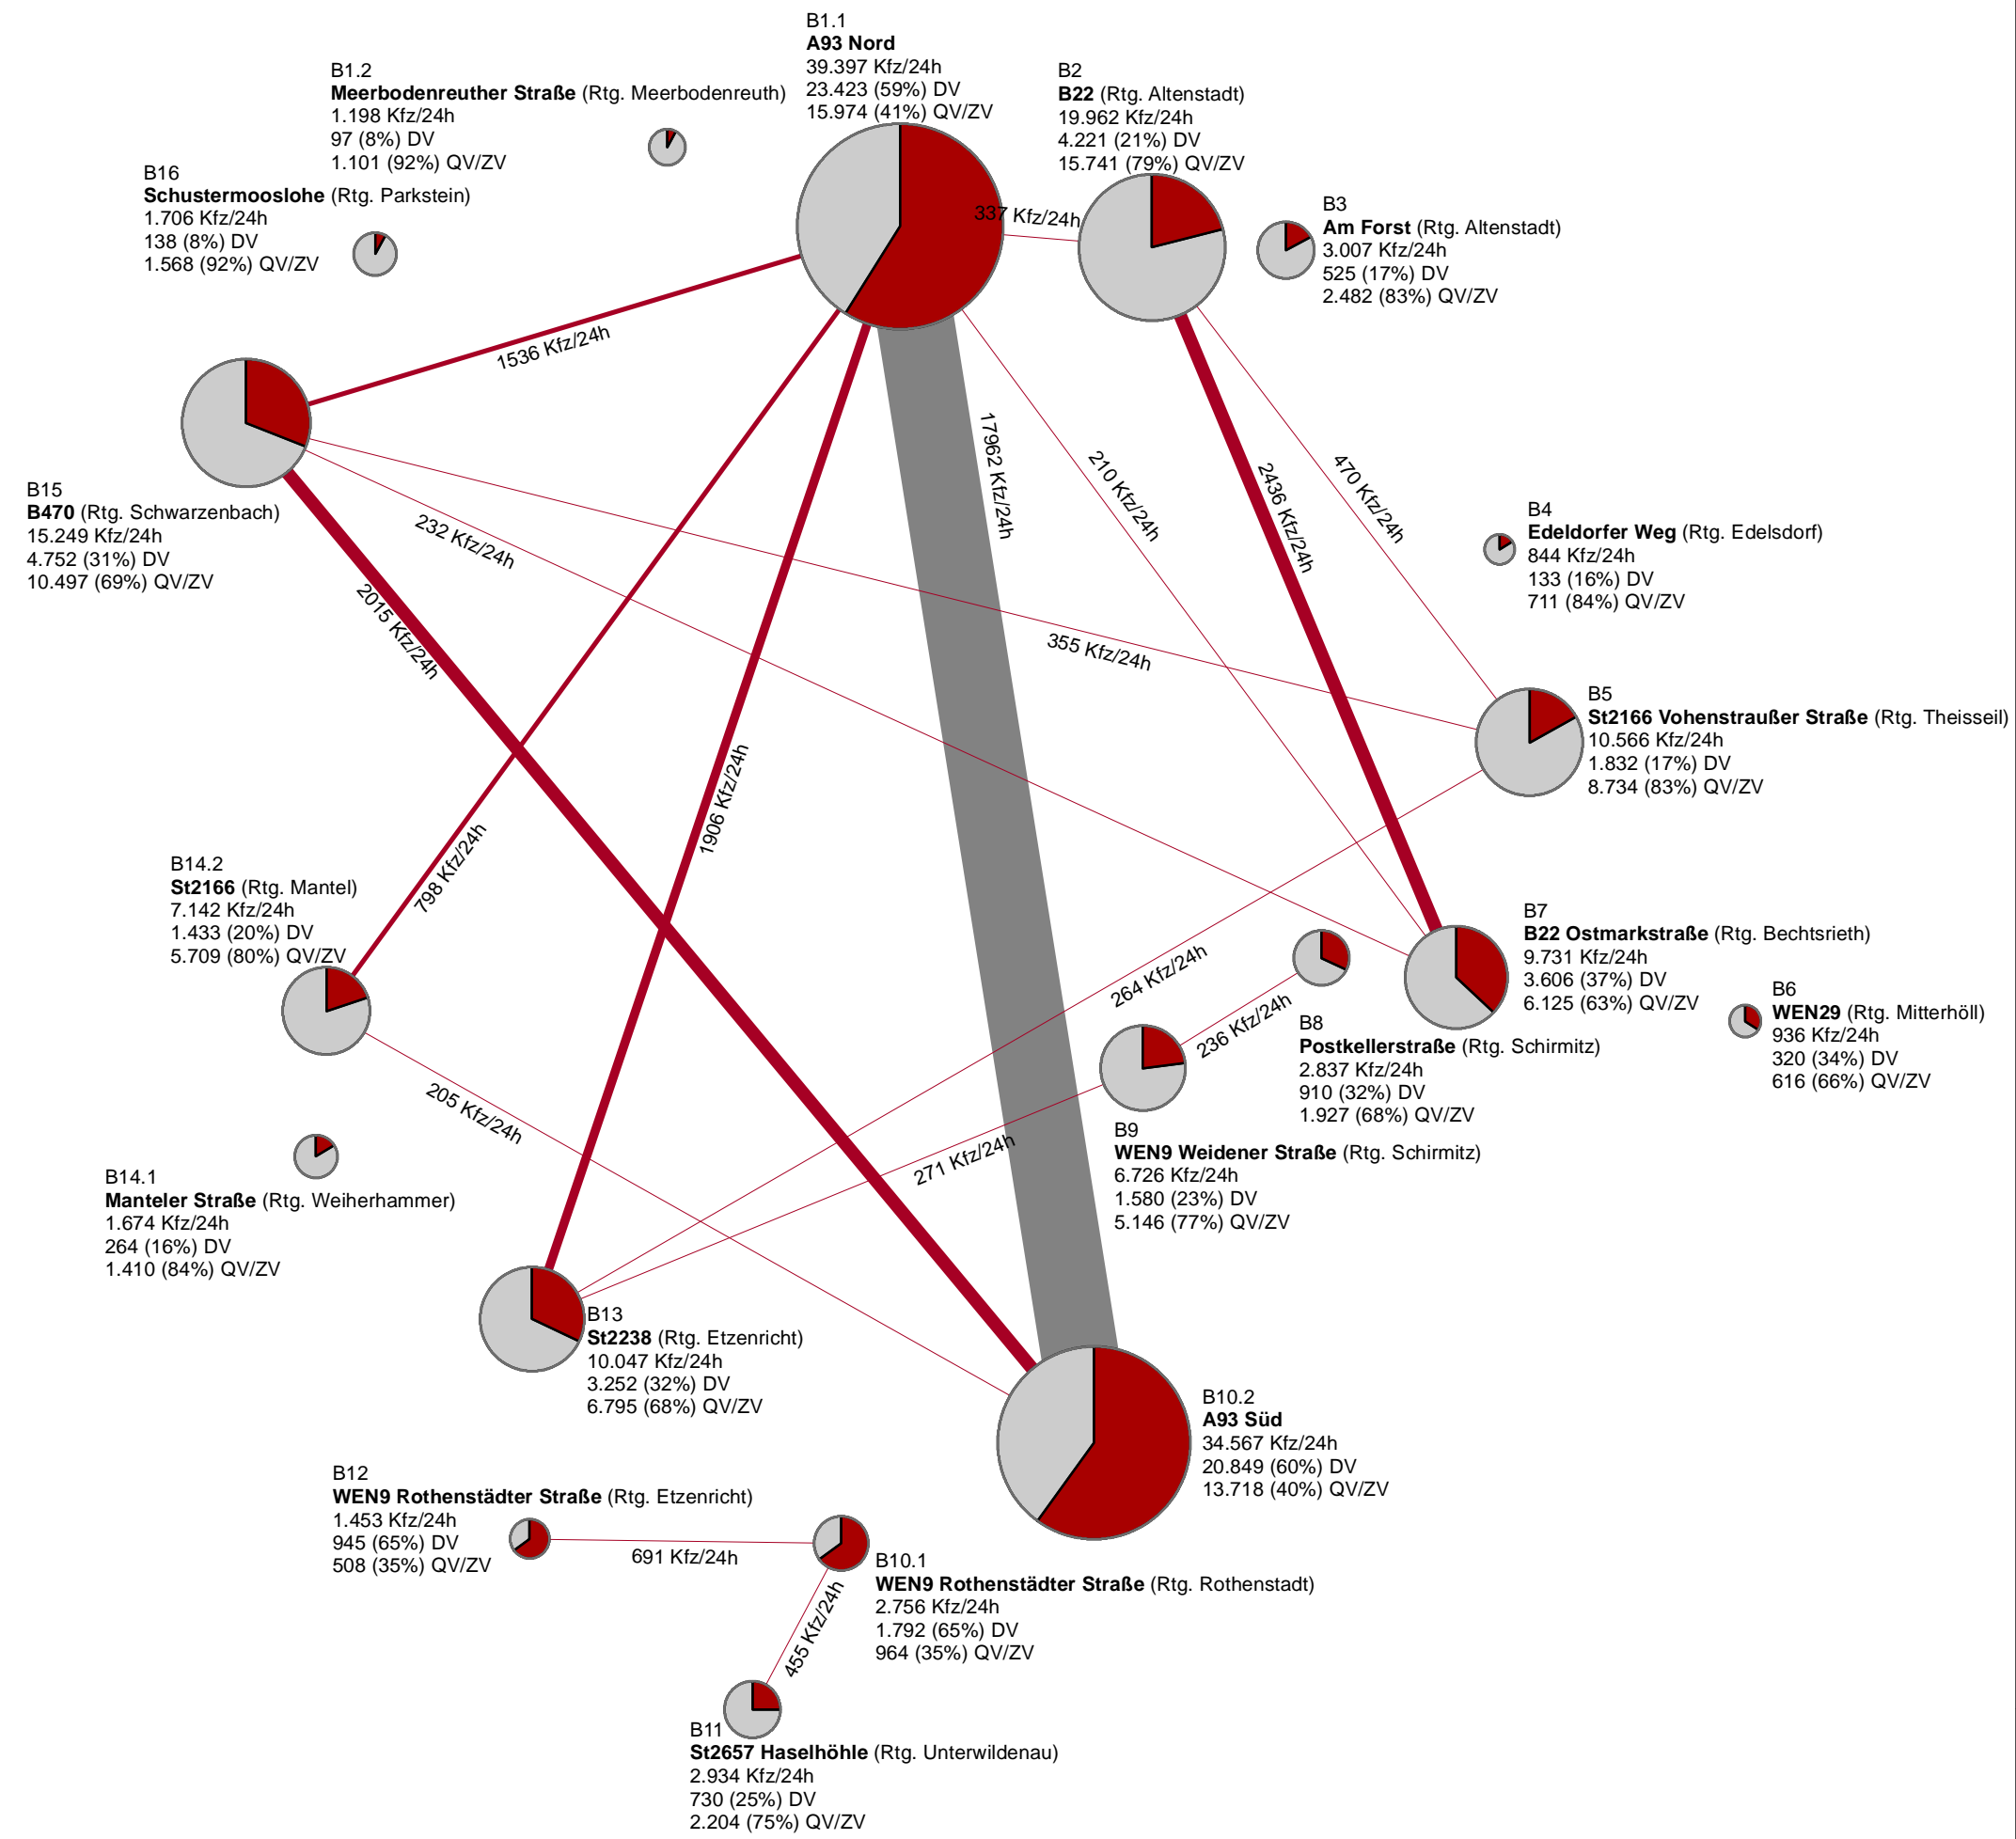 B1.1
A93 Nord
39.397 Kfz/24h
23.423 (59%) DV
15.974 (41%) QV/ZV
B1.2
Meerbodenreuther Straße (Rtg. Meerbodenreuth)
1.198 Kfz/24h
97 (8%) DV
1.101 (92%) QV/ZV
B2
B22 (Rtg. Altenstadt)
19.962 Kfz/24h
4.221 (21%) DV
15.741 (79%) QV/ZV
B16
Schustermooslohe (Rtg. Parkstein)
1.706 Kfz/24h
138 (8%) DV
1.568 (92%) QV/ZV
B3
Am Forst (Rtg. Altenstadt)
3.007 Kfz/24h
525 (17%) DV
2.482 (83%) QV/ZV
337 Kfz/24h
1536 Kfz/24h
B15
B470 (Rtg. Schwarzenbach)
15.249 Kfz/24h
4.752 (31%) DV
10.497 (69%) QV/ZV
232 Kfz/24h
2015 Kfz/24h
17962 Kfz/24h
210 Kfz/24h
2436 Kfz/24h
470 Kfz/24h
B4
Edeldorfer Weg (Rtg. Edelsdorf)
844 Kfz/24h
133 (16%) DV
711 (84%) QV/ZV
355 Kfz/24h
B5
St2166 Vohenstraußer Straße (Rtg. Theisseil)
10.566 Kfz/24h
1.832 (17%) DV
8.734 (83%) QV/ZV
1906 Kfz/24h
798 Kfz/24h
B14.2
St2166 (Rtg. Mantel)
7.142 Kfz/24h
1.433 (20%) DV
5.709 (80%) QV/ZV
B7
B22 Ostmarkstraße (Rtg. Bechtsrieth)
9.731 Kfz/24h
3.606 (37%) DV
6.125 (63%) QV/ZV
B6
WEN29 (Rtg. Mitterhöll)
936 Kfz/24h
320 (34%) DV
616 (66%) QV/ZV
264 Kfz/24h
236 Kfz/24h
B8
Postkellerstraße (Rtg. Schirmitz)
2.837 Kfz/24h
910 (32%) DV
1.927 (68%) QV/ZV
205 Kfz/24h
271 Kfz/24h
B9
WEN9 Weidener Straße (Rtg. Schirmitz)
6.726 Kfz/24h
1.580 (23%) DV
5.146 (77%) QV/ZV
B14.1
Manteler Straße (Rtg. Weiherhammer)
1.674 Kfz/24h
264 (16%) DV
1.410 (84%) QV/ZV
B13
St2238 (Rtg. Etzenricht)
10.047 Kfz/24h
3.252 (32%) DV
6.795 (68%) QV/ZV
B10.2
A93 Süd
34.567 Kfz/24h
20.849 (60%) DV
13.718 (40%) QV/ZV
B12
WEN9 Rothenstädter Straße (Rtg. Etzenricht)
1.453 Kfz/24h
945 (65%) DV
508 (35%) QV/ZV
691 Kfz/24h
B10.1
WEN9 Rothenstädter Straße (Rtg. Rothenstadt)
2.756 Kfz/24h
1.792 (65%) DV
964 (35%) QV/ZV
455 Kfz/24h
B11
St2657 Haselhöhle (Rtg. Unterwildenau)
2.934 Kfz/24h
730 (25%) DV
2.204 (75%) QV/ZV